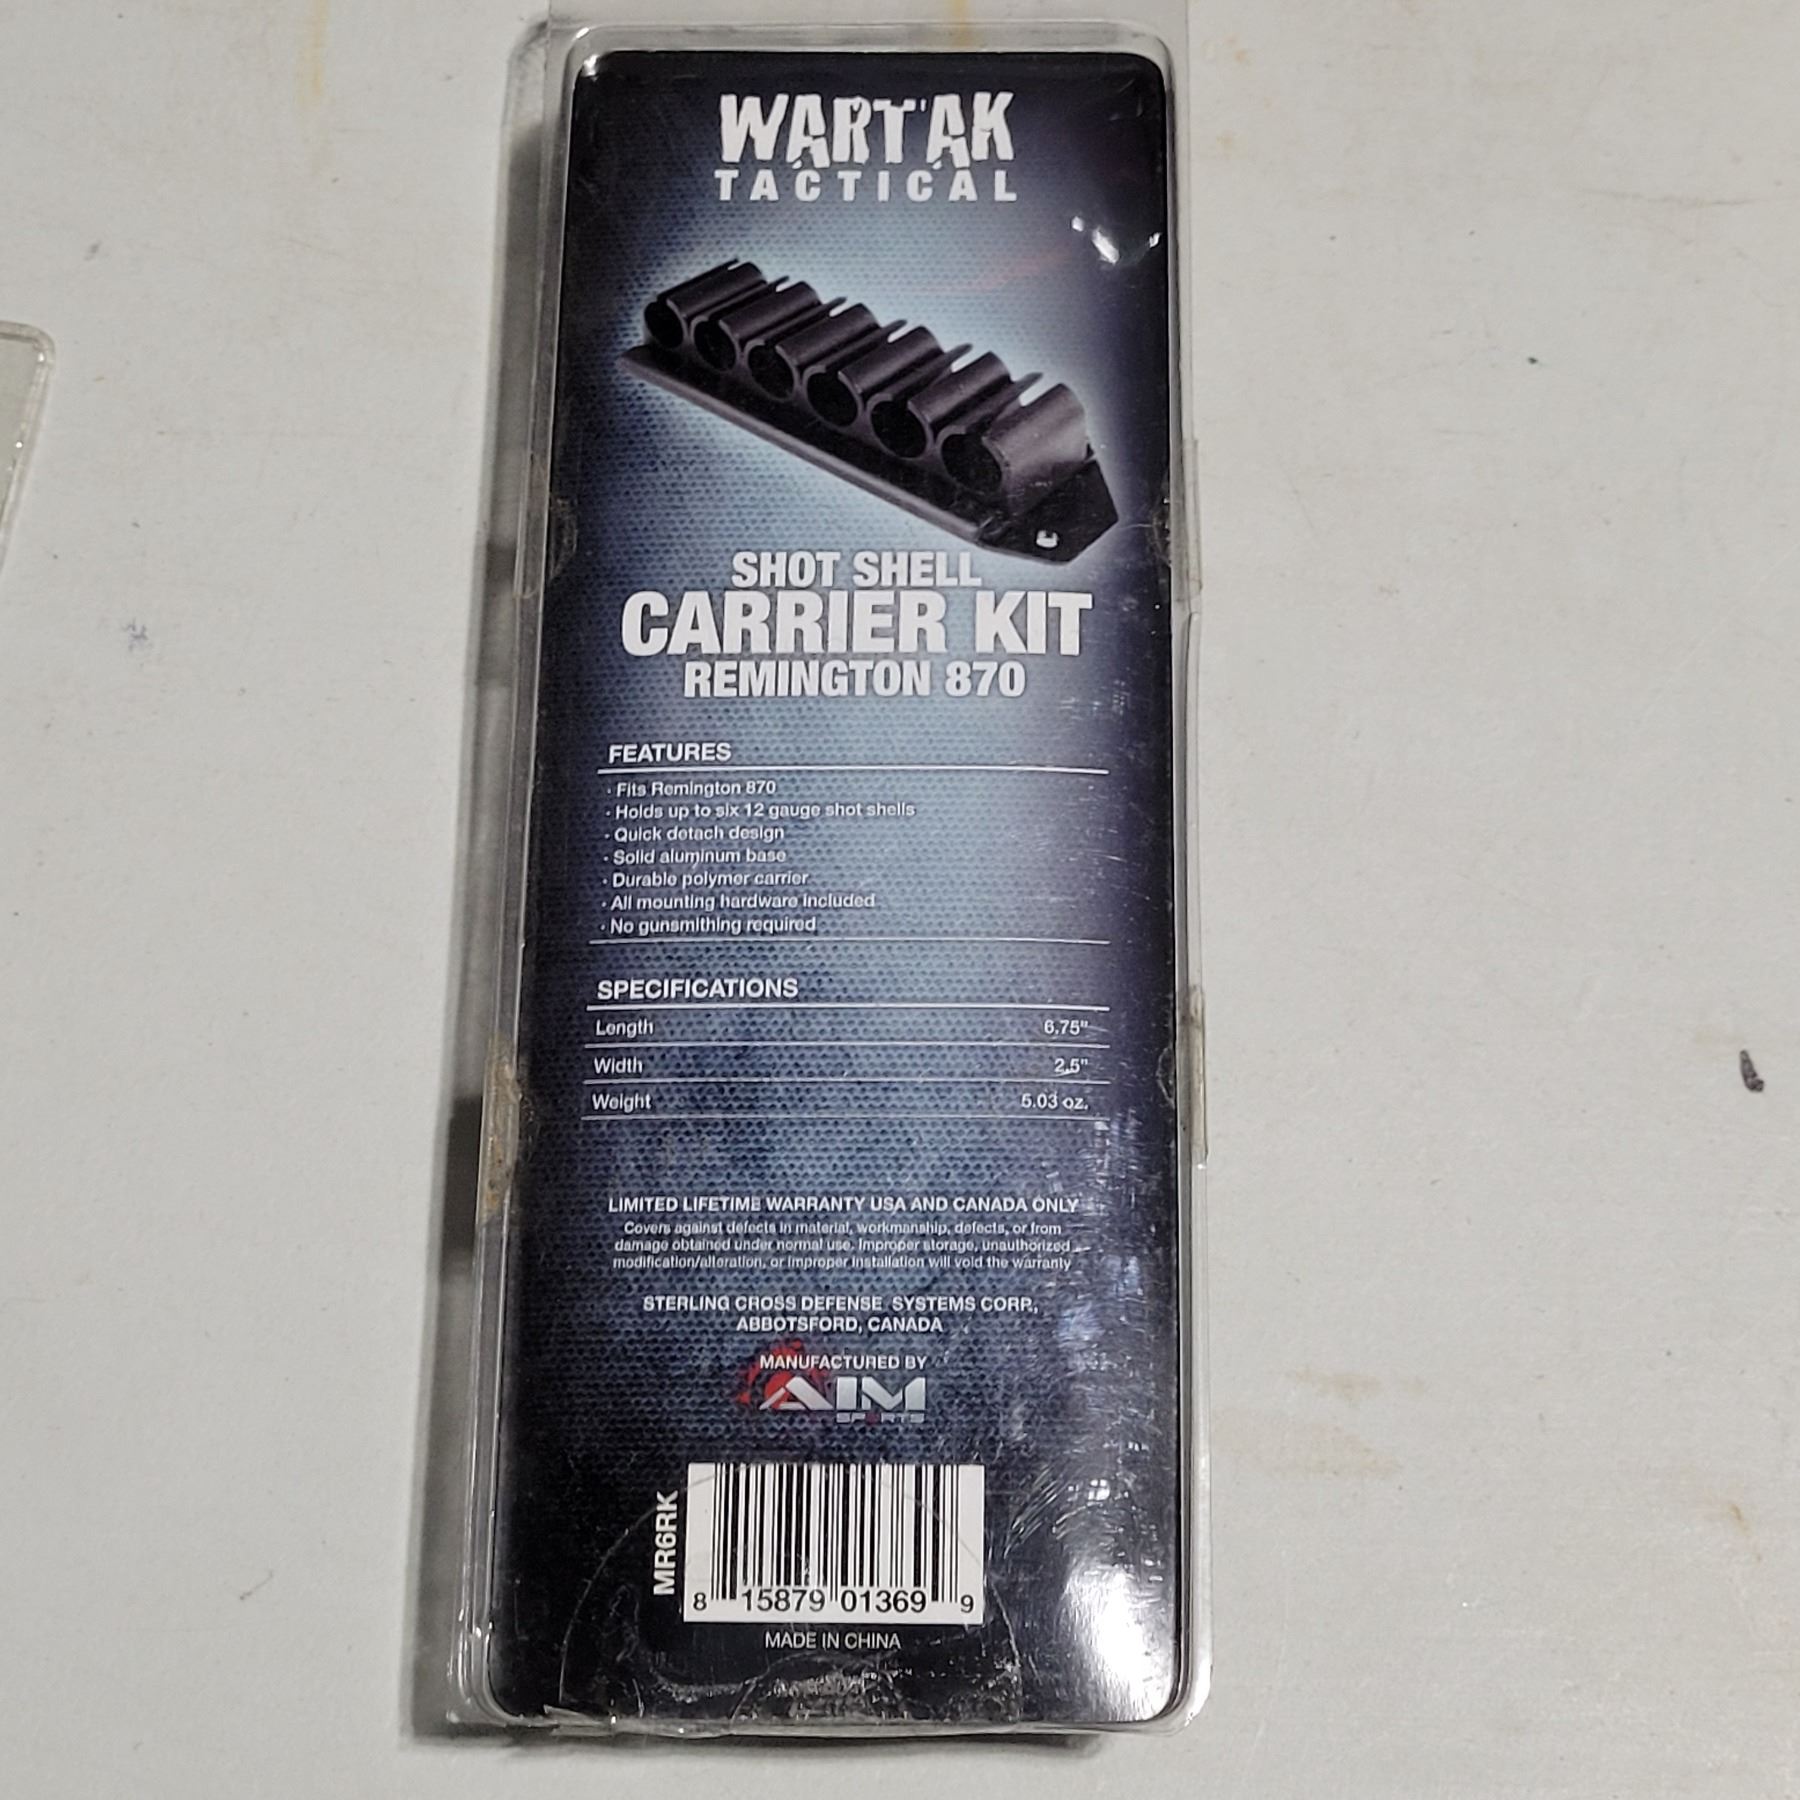 WARTAK
TACTICAL
SHOT SHELL
CARRIER KIT
REMINGTON 870
FEATURES
· Fits Remington 870
· Holds up to six 12 gauge shot shells
· Quick detach design
· Solid aluminum base
· Durable polymer carrier
· All mounting hardware included
· No gunsmithing required
SPECIFICATIONS
Length 6.75"
Width 2.5"
Weight 5.03 oz.
LIMITED LIFETIME WARRANTY USA AND CANADA ONLY
Covers against defects in material, workmanship, defects, or from
damage obtained under normal use. Improper storage, unauthorized
modification/alteration, or improper installation will void the warranty
STERLING CROSS DEFENSE SYSTEMS CORP.,
ABBOTSFORD, CANADA
MANUFACTURED BY
AIM
SPORTS
MR6RK
8 15879 01369 9
MADE IN CHINA